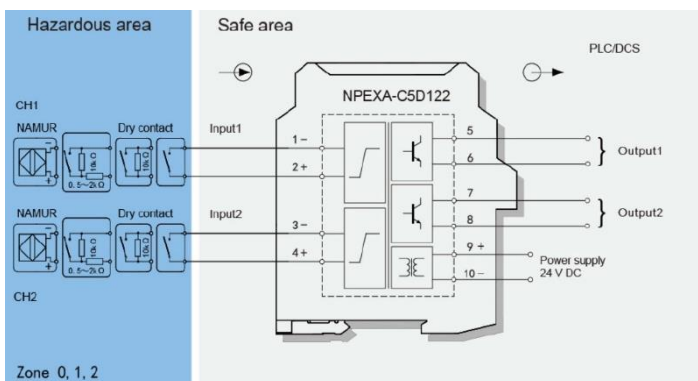 Hazardous area
Safe area
PLC/DCS
NPEXA-C5D122
CH1
NAMUR
Dry contact
Input1
10k Ω
10k Ω
0.5~2k Ω
1-
2+
5
6
Output1
7
8
Output2
NAMUR
Dry contact
Input2
10k Ω
10k Ω
0.5~2k Ω
3-
4+
9 +
10 -
Power supply
24 V DC
CH2
Zone 0, 1, 2